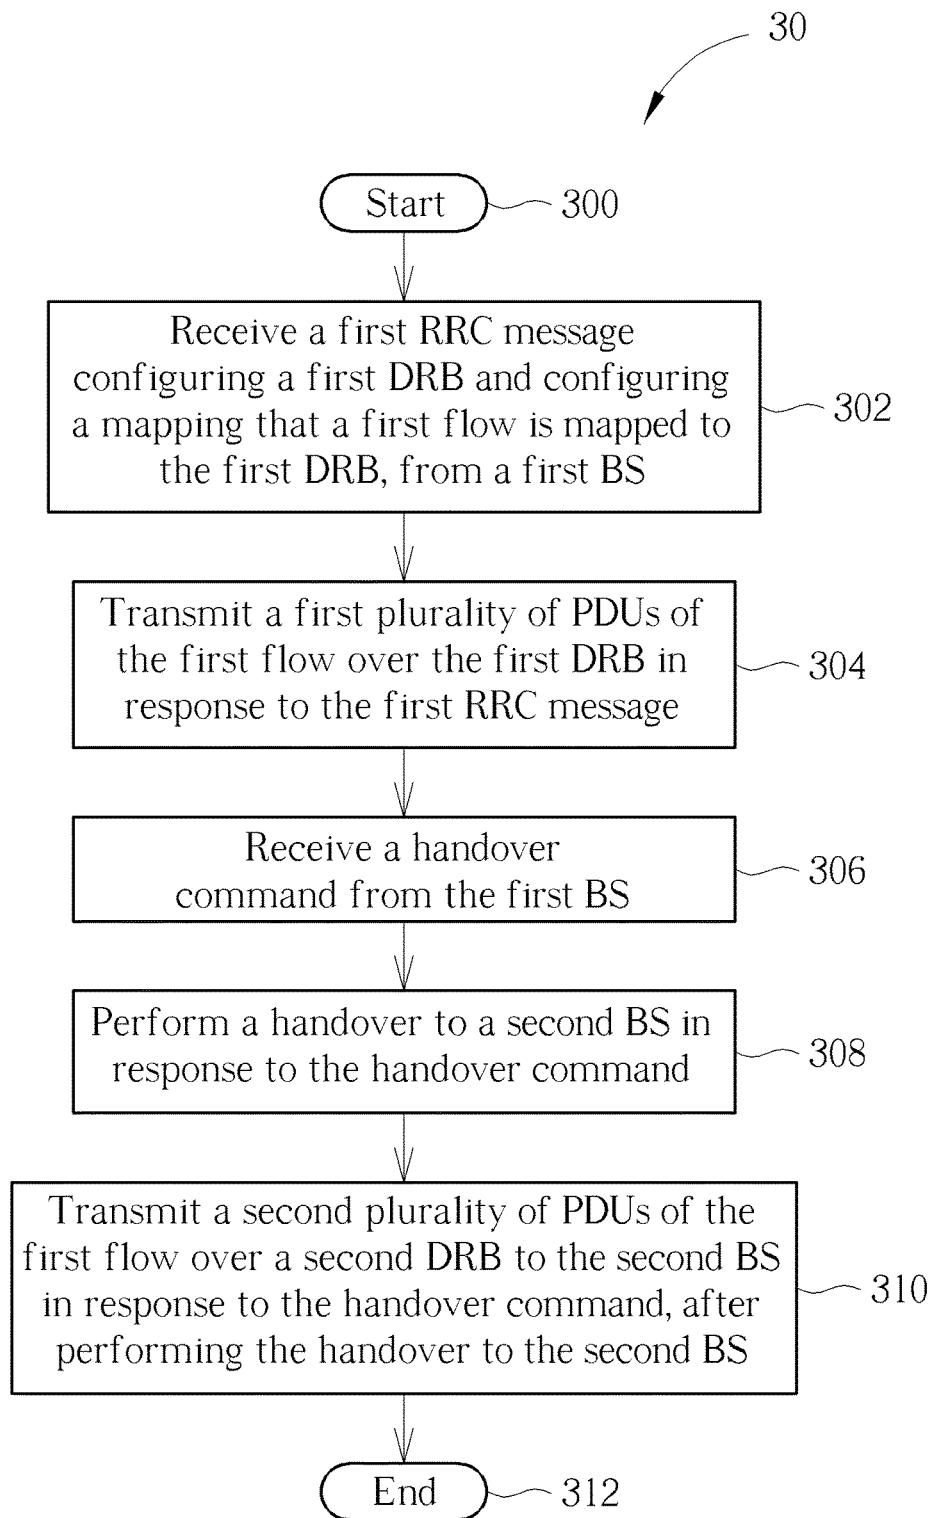 30
Start
300
Receive a first RRC message
configuring a first DRB and configuring
a mapping that a first flow is mapped to
the first DRB, from a first BS
302
Transmit a first plurality of PDUs of
the first flow over the first DRB in
response to the first RRC message
304
Receive a handover
command from the first BS
306
Perform a handover to a second BS in
response to the handover command
308
Transmit a second plurality of PDUs of the
first flow over a second DRB to the second BS
in response to the handover command, after
performing the handover to the second BS
310
End
312